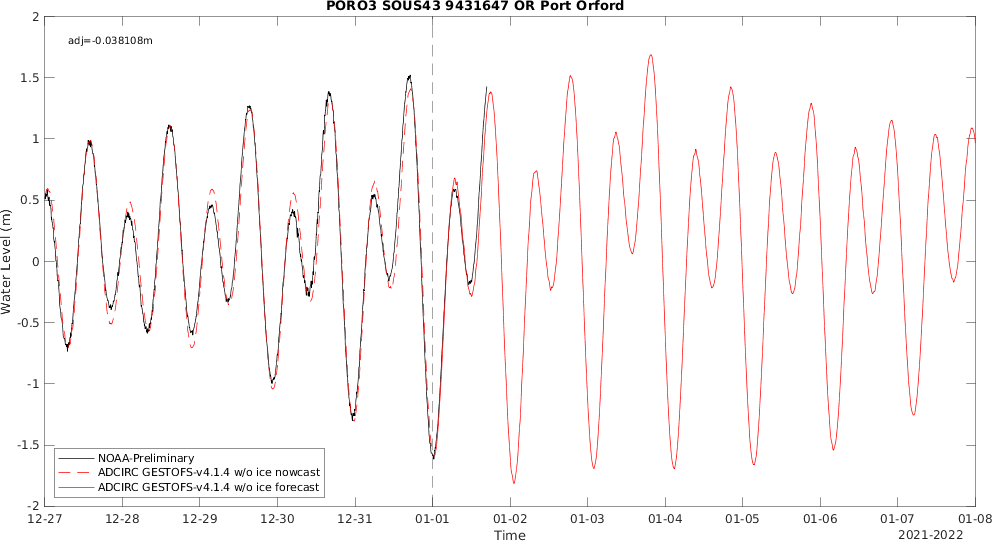 PORO3 SOUS43 9431647 OR Port Orford
adj=-0.038108m
2
1.5
1
0.5
0
-0.5
-1
-1.5
-2
Water Level (m)
NOAA-Preliminary
ADCIRC GESTOFS-v4.1.4 w/o ice nowcast
ADCIRC GESTOFS-v4.1.4 w/o ice forecast
12-27 12-28 12-29 12-30 12-31 01-01 01-02 01-03 01-04 01-05 01-06 01-07 01-08
Time
2021-2022